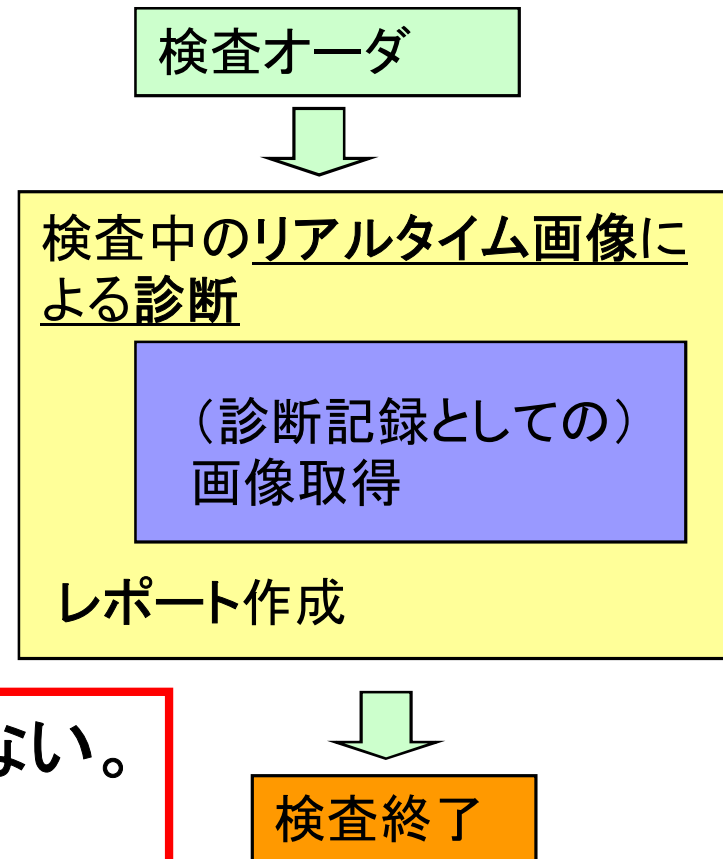 検査オーダ
検査中のリアルタイム画像に
よる診断
（診断記録としての）
画像取得
レポート作成
ない。
検査終了